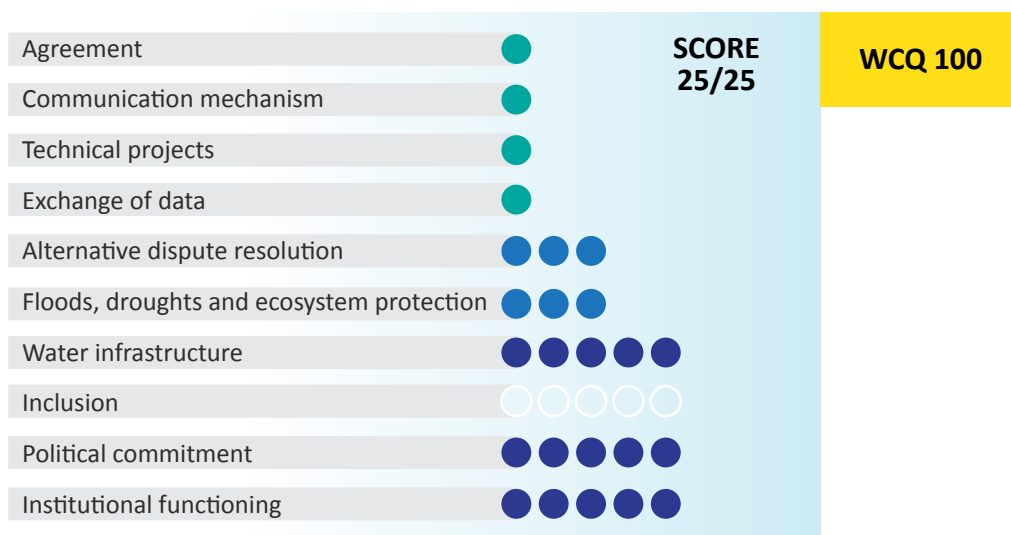 Agreement
Communication mechanism
Technical projects
Exchange of data
Alternative dispute resolution
Floods, droughts and ecosystem protection
Water infrastructure
Inclusion
Political commitment
Institutional functioning
SCORE
25/25
WCQ 100